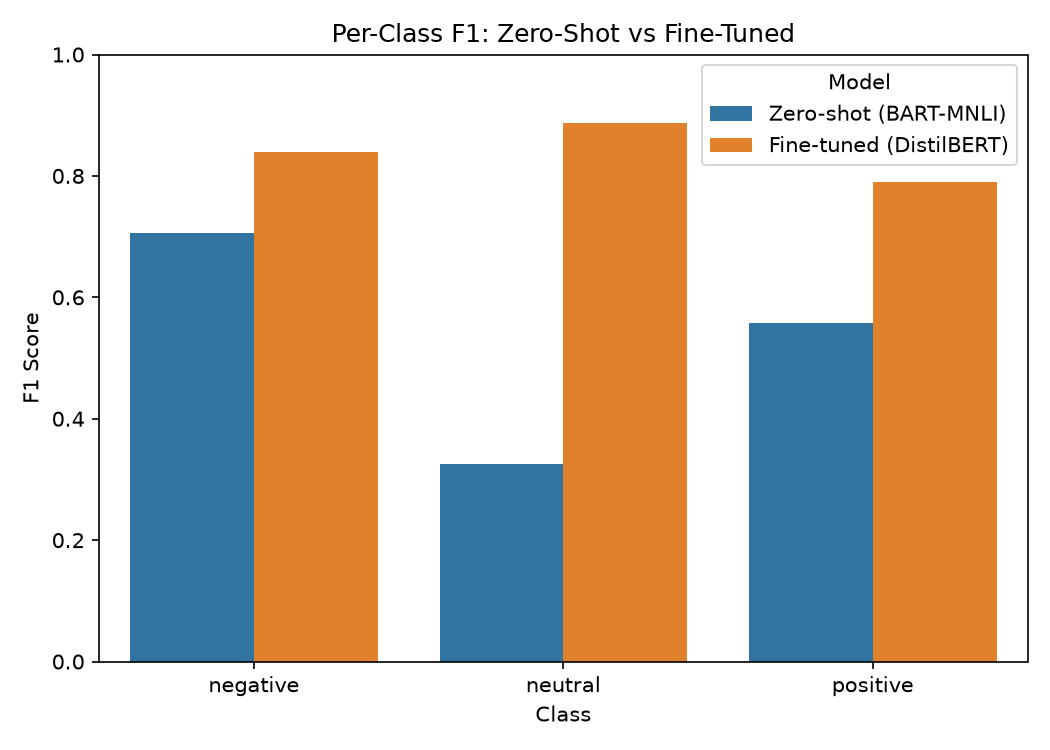 Per-Class F1: Zero-Shot vs Fine-Tuned
Model
Zero-shot (BART-MNLI)
Fine-tuned (DistilBERT)
F1 Score
1.0
0.8
0.6
0.4
0.2
0.0
negative neutral positive
Class